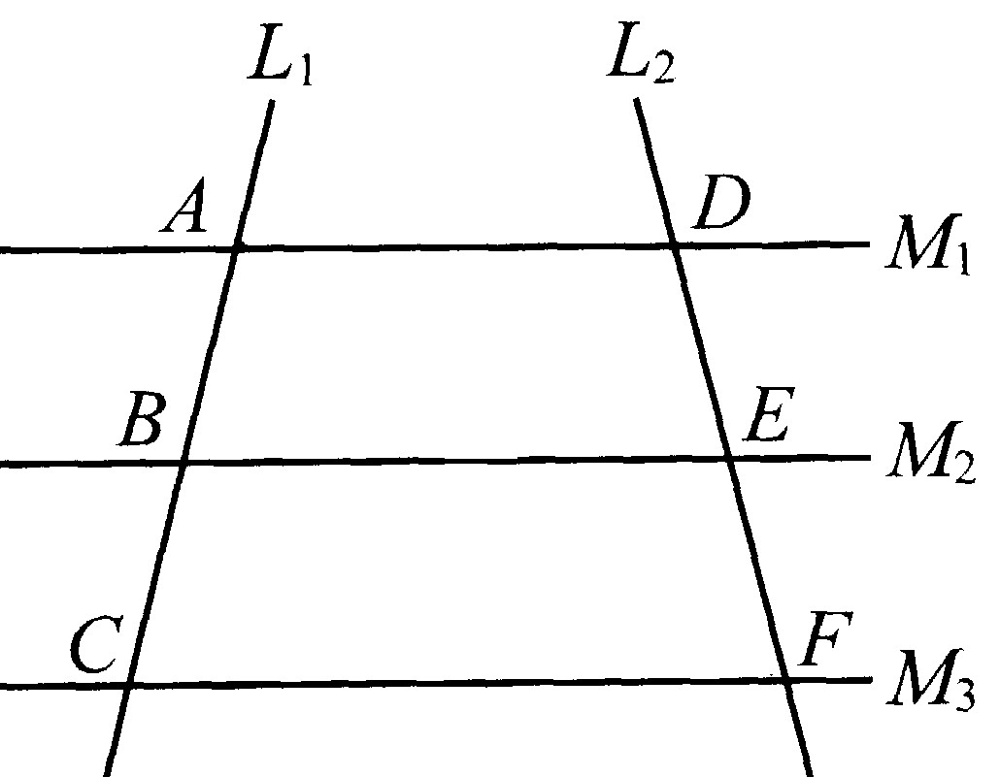 L₁ L₂
A D M₁
B E M₂
C F M₃